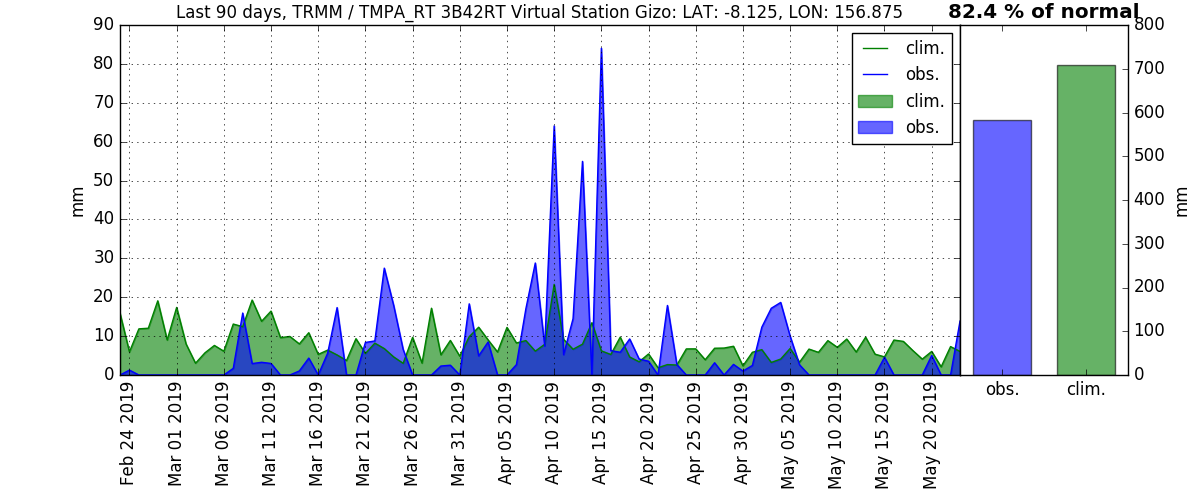 Last 90 days, TRMM / TMPA_RT 3B42RT Virtual Station Gizo: LAT: -8.125, LON: 156.875
82.4 % of normal
90
80
70
60
50
40
30
20
10
0
mm
clim.
obs.
clim.
obs.
Feb 24 2019
Mar 01 2019
Mar 06 2019
Mar 11 2019
Mar 16 2019
Mar 21 2019
Mar 26 2019
Mar 31 2019
Apr 05 2019
Apr 10 2019
Apr 15 2019
Apr 20 2019
Apr 25 2019
Apr 30 2019
May 05 2019
May 10 2019
May 15 2019
May 20 2019
800
700
600
500
400
300
200
100
0
mm
obs.
clim.